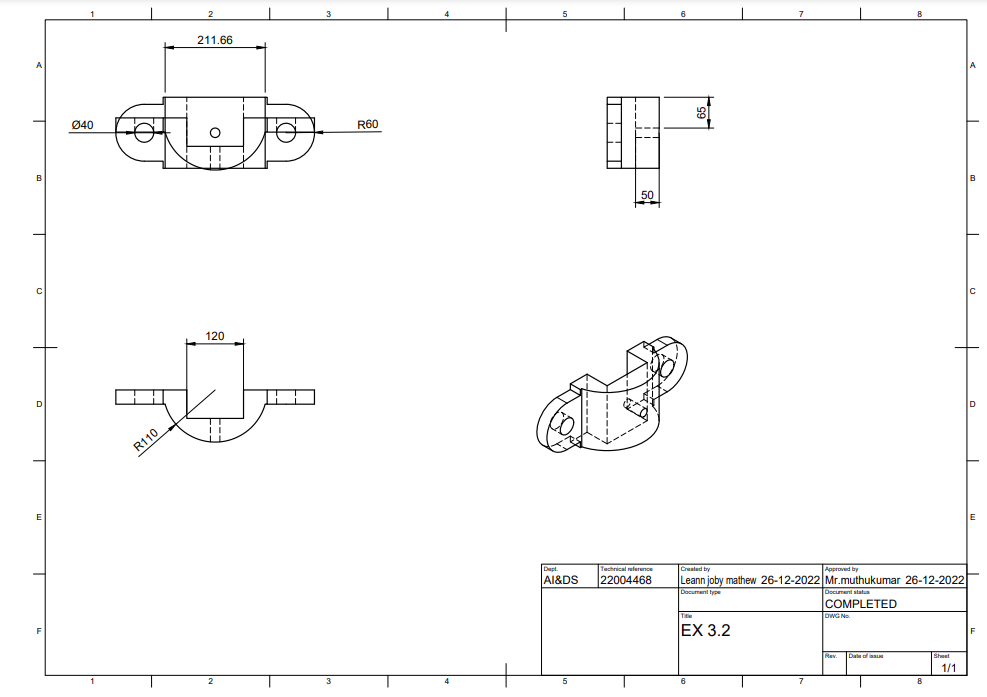 1 2 3 4 5 6 7 8
211.66
A A
Ø40 R60 65
B B
50
C C
120
D D
R110
E E
Dept. Technical reference Created by Approved by
AI&DS 22004468 Leann joby mathew 26-12-2022 Mr.muthukumar 26-12-2022
Document type Document status
COMPLETED
Title DWG No.
EX 3.2
F F
Rev. Date of issue Sheet
1/1
1 2 3 4 5 6 7 8